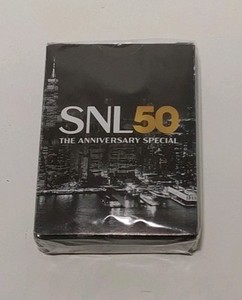 SNL50
THE ANNIVERSARY SPECIAL